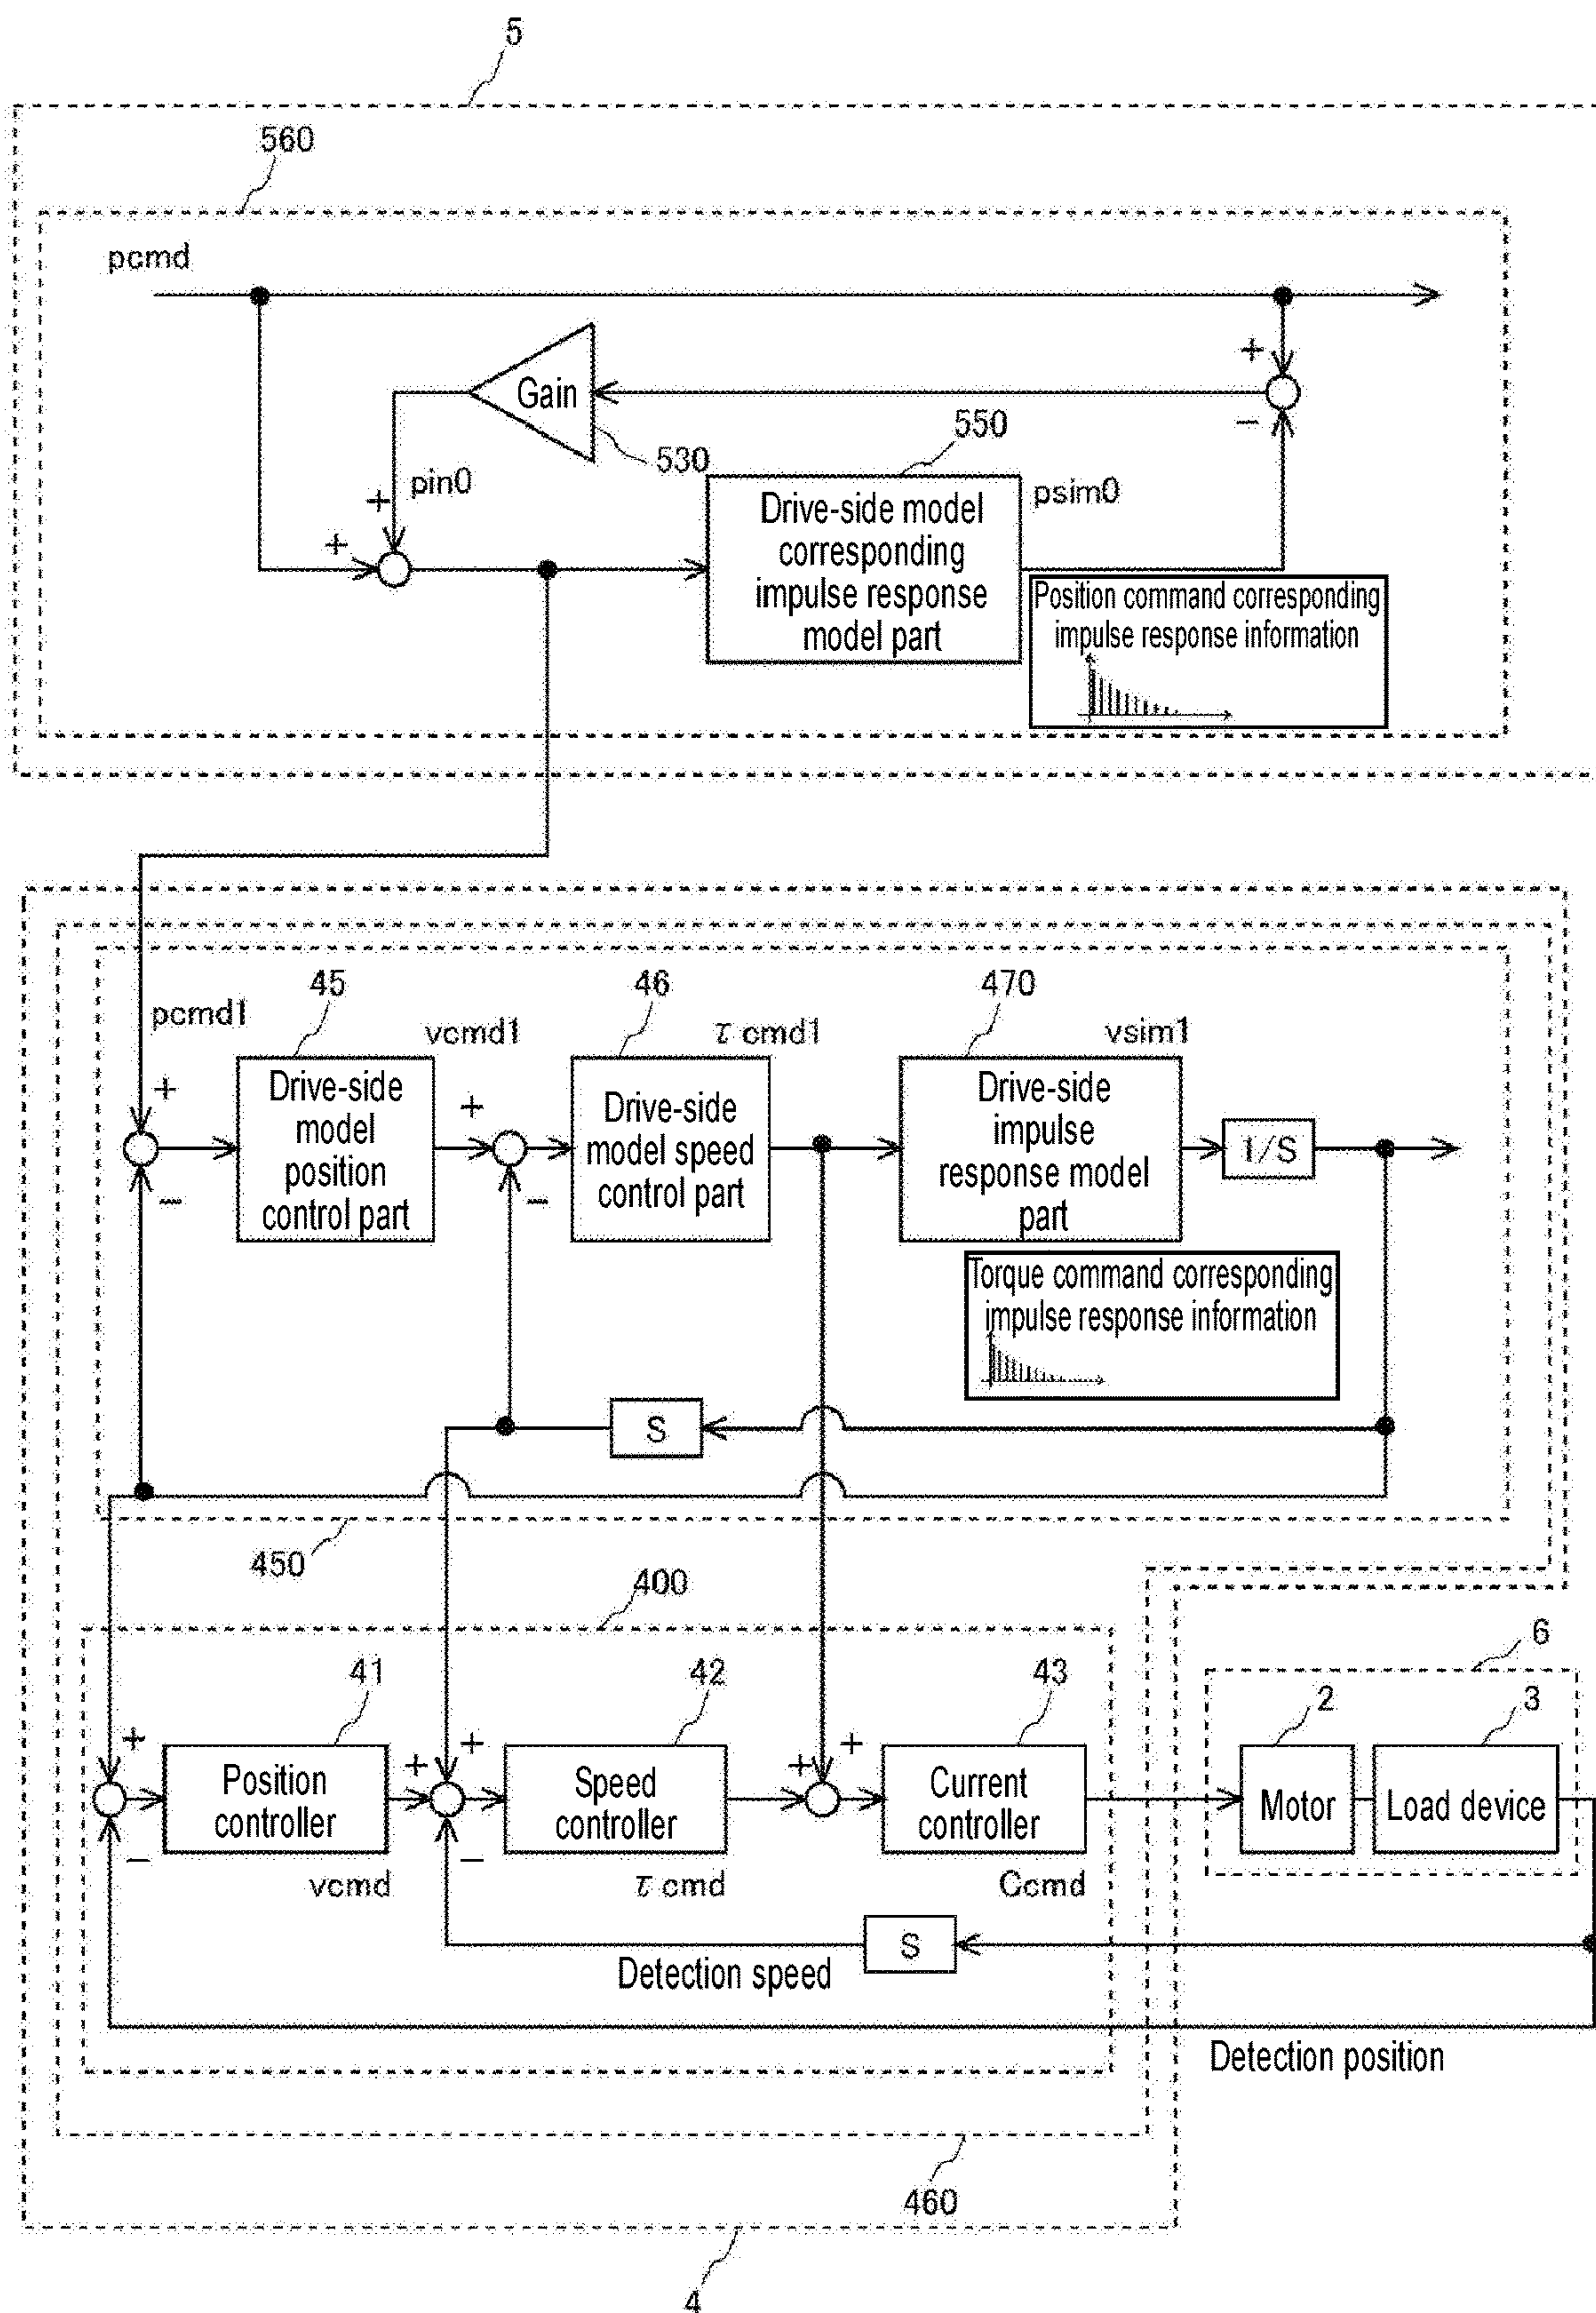 5
560
pcmd
+
Gain
−
550
530
pin0
+
psim0
+
Drive-side model
corresponding
impulse response
model part
Position command corresponding
impulse response information
pcmd1
45
vcmd1
46
τ cmd1
470
vsim1
+
Drive-side
model
position
control part
+
Drive-side
model speed
control part
Drive-side
impulse
response model
part
1/S
−
−
Torque command corresponding
impulse response information
S
450
400
6
41
42
43
2
3
+
Position
controller
+
+
Speed
controller
+
+
Current
controller
Motor
Load device
−
vcmd
−
τ cmd
Ccmd
S
Detection speed
Detection position
460
4